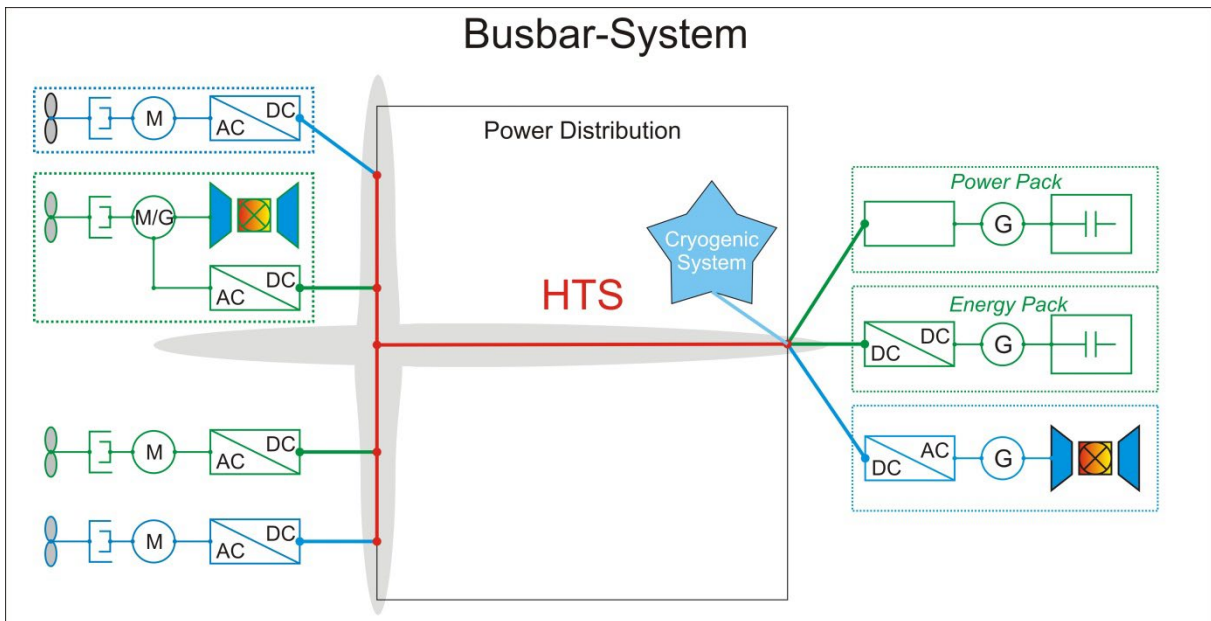 Busbar-System
M
AC
DC
Power Distribution
M/G
AC
DC
Cryogenic
System
HTS
Power Pack
G
Energy Pack
DC
DC
G
M
AC
DC
DC
AC
G
M
AC
DC